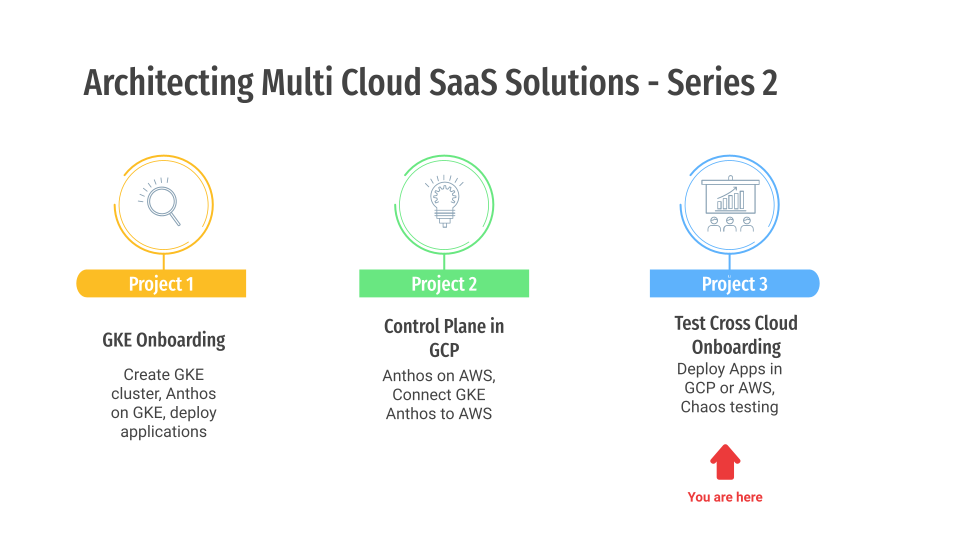 Architecting Multi Cloud SaaS Solutions - Series 2
Project 1
GKE Onboarding
Create GKE
cluster, Anthos
on GKE, deploy
applications
Project 2
Control Plane in
GCP
Anthos on AWS,
Connect GKE
Anthos to AWS
Project 3
Test Cross Cloud
Onboarding
Deploy Apps in
GCP or AWS,
Chaos testing
You are here